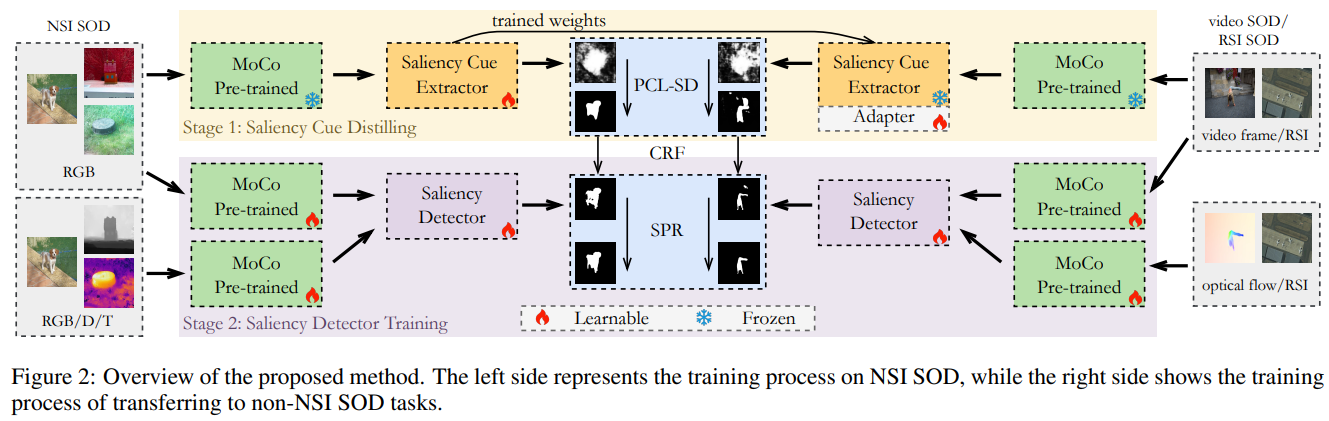 NSI SOD
RGB
RGB/D/T
trained weights
MoCo
Pre-trained
Saliency Cue
Extractor
PCL-SD
Saliency Cue
Extractor
Adapter
MoCo
Pre-trained
Stage 1: Saliency Cue Distilling
CRF
MoCo
Pre-trained
MoCo
Pre-trained
Saliency
Detector
SPR
Saliency
Detector
MoCo
Pre-trained
MoCo
Pre-trained
Stage 2: Saliency Detector Training
Learnable
Frozen
video SOD/
RSI SOD
video frame/RSI
optical flow/RSI
Figure 2: Overview of the proposed method. The left side represents the training process on NSI SOD, while the right side shows the training
process of transferring to non-NSI SOD tasks.